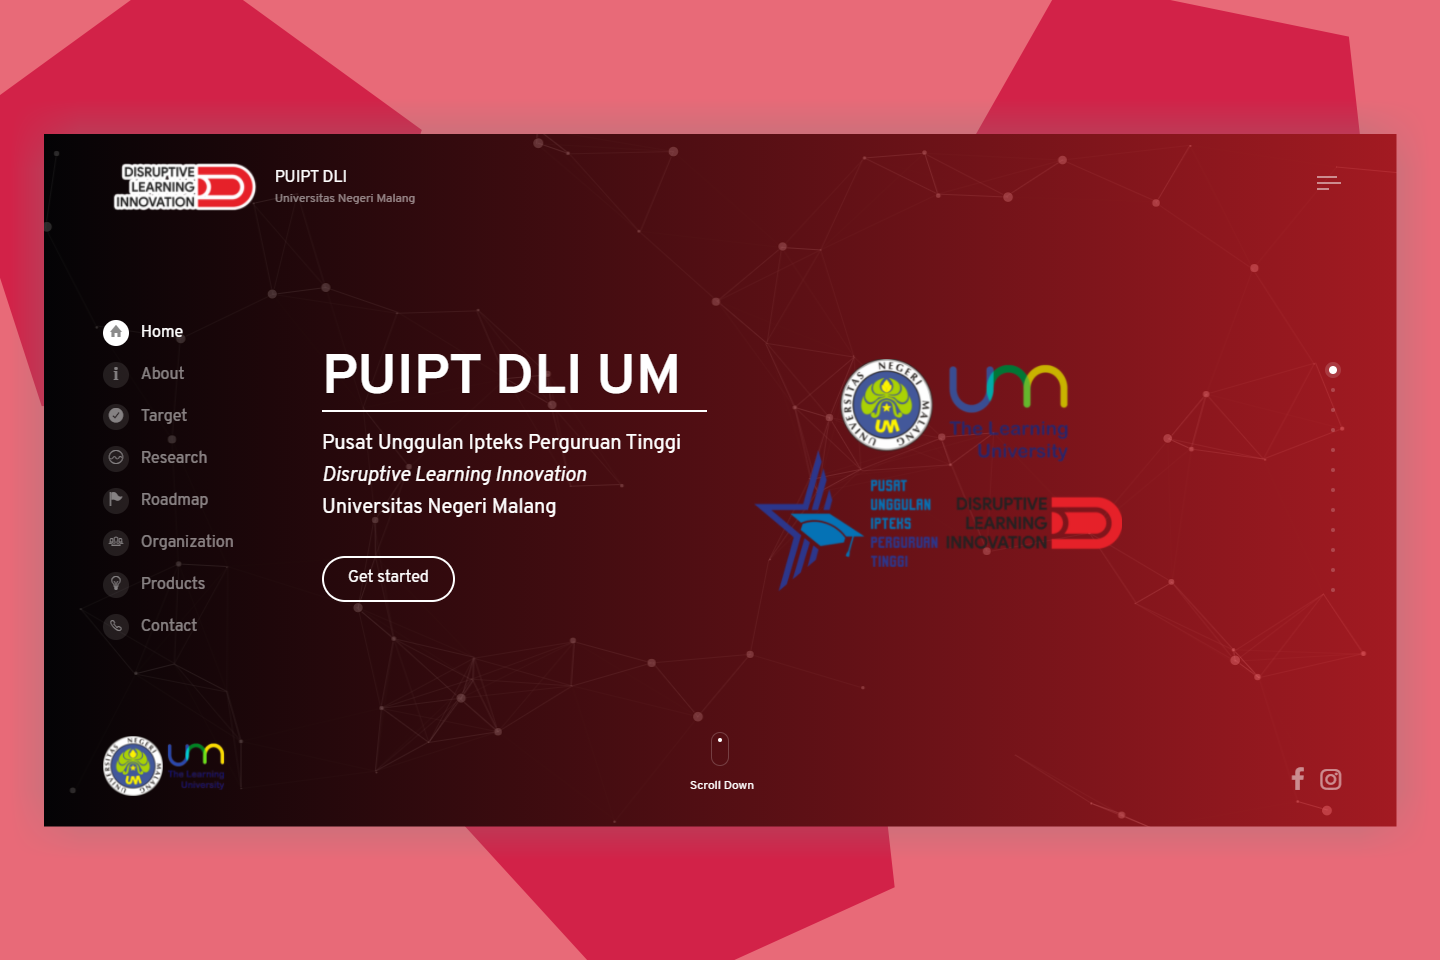 DISRUPTIVE
LEARNING
INNOVATION
PUIPT DLI
Universitas Negeri Malang
Home
About
Target
Research
Roadmap
Organization
Products
Contact
PUIPT DLI UM
Pusat Unggulan Ipteks Perguruan Tinggi
Disruptive Learning Innovation
Universitas Negeri Malang
Get started
UNIVERSITAS NEGERI MALANG
UM
um
The Learning
University
PUSAT
UNGGULAN
IPTEKS
PERGURUAN
TINGGI
DISRUPTIVE
LEARNING
INNOVATION
UNIVERSITAS NEGERI MALANG
UM
um
The Learning
University
Scroll Down